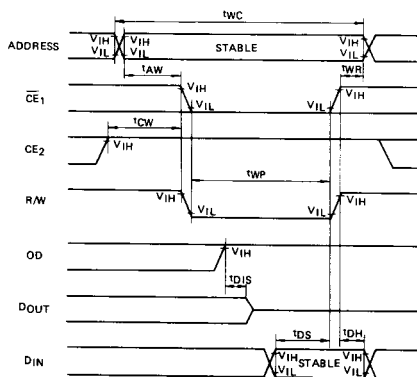 tWC
ADDRESS VIH VIL STABLE VIH VIL
tAW tWR
CE1 VIH VIL VIL VIH
tCW
CE2 VIH
tWP
R/W VIH VIL VIL VIH
OD VIH
tDIS
DOUT
tDS tDH
DIN VIH VIL STABLE VIH VIL